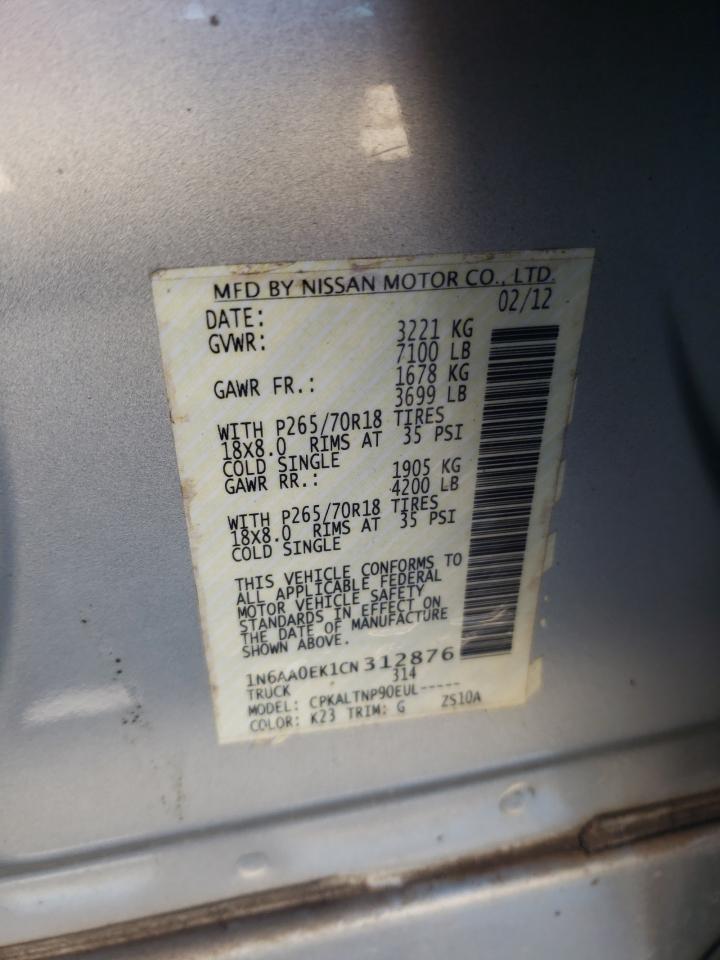 MFD BY NISSAN MOTOR CO., LTD.
DATE: 02/12
GVWR: 3221 KG
7100 LB
GAWR FR.: 1678 KG
3699 LB
WITH P265/70R18 TIRES
18X8.0 RIMS AT 35 PSI
COLD SINGLE
GAWR RR.: 1905 KG
4200 LB
WITH P265/70R18 TIRES
18X8.0 RIMS AT 35 PSI
COLD SINGLE
THIS VEHICLE CONFORMS TO
ALL APPLICABLE FEDERAL
MOTOR VEHICLE SAFETY
STANDARDS IN EFFECT ON
THE DATE OF MANUFACTURE
SHOWN ABOVE.
1N6AA0EK1CN312876
TRUCK 314
MODEL: CPKALTNP90EUL-----
COLOR: K23 TRIM: G ZS10A